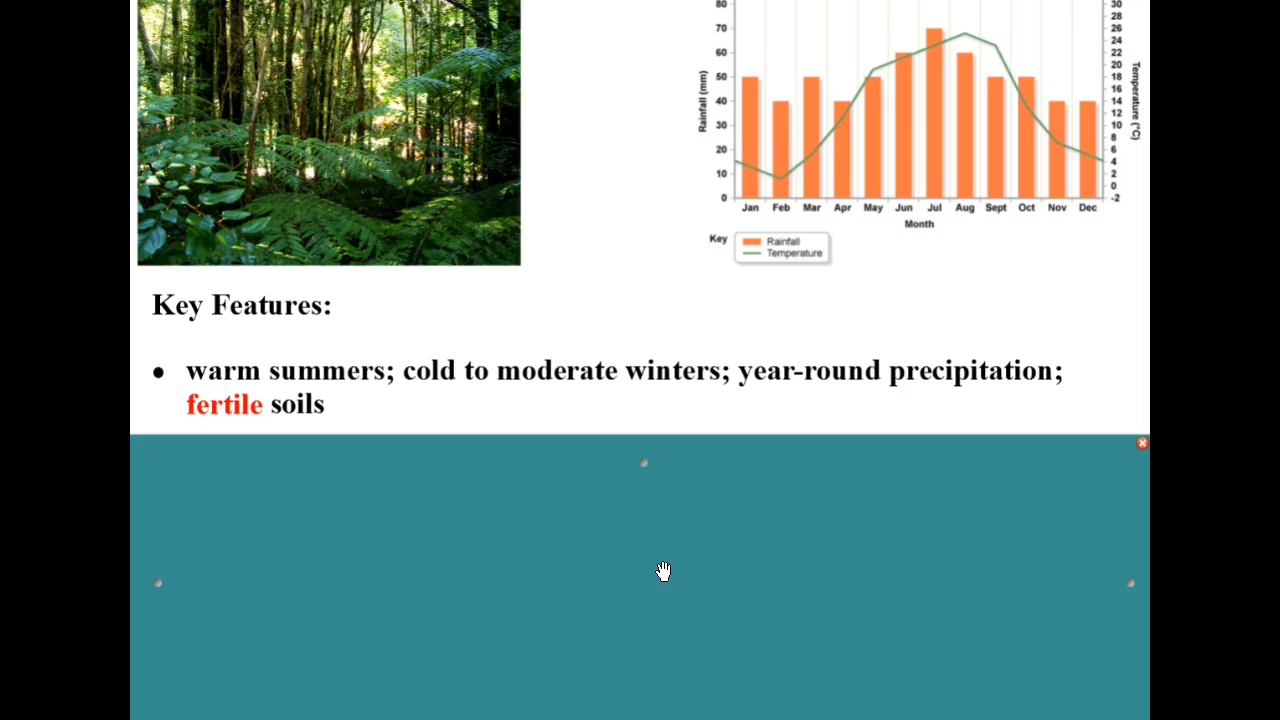 80
70
60
50
40
30
20
10
0
Rainfall (mm)
30
28
26
24
22
20
18
16
14
12
10
8
6
4
2
0
-2
Temperature (°C)
Jan Feb Mar Apr May Jun Jul Aug Sept Oct Nov Dec
Month
Key
Rainfall
Temperature
Key Features:
• warm summers; cold to moderate winters; year-round precipitation;
fertile soils